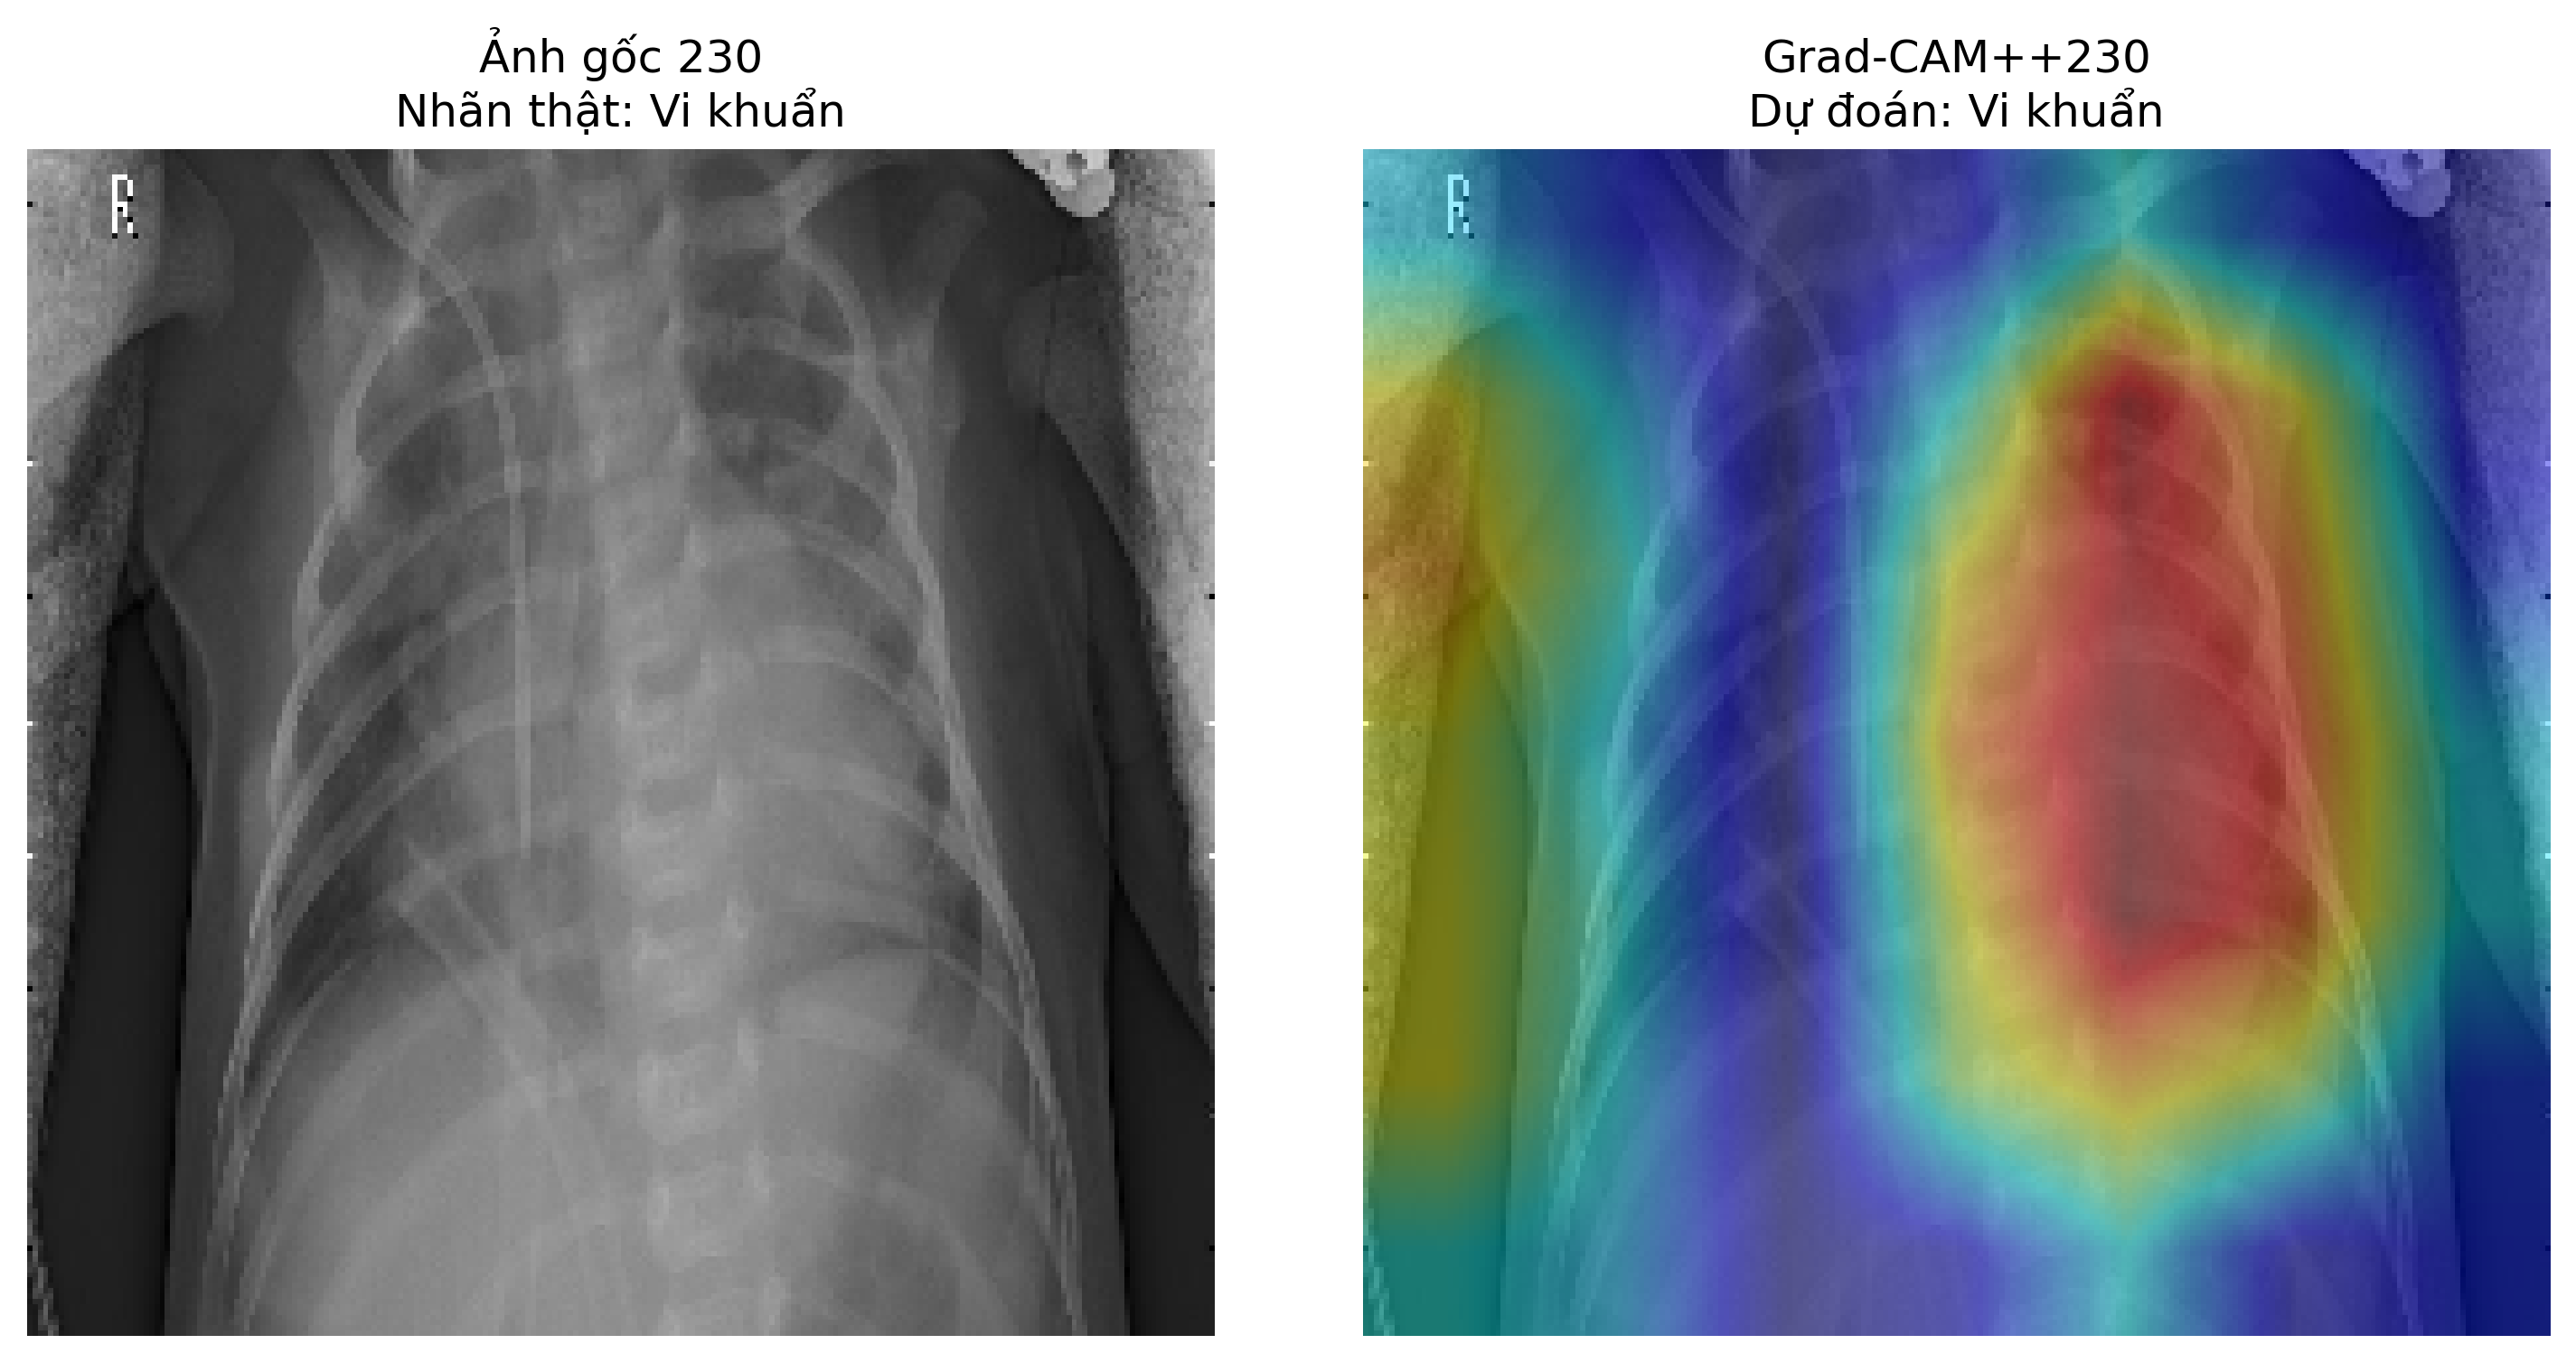 Ảnh gốc 230
Nhãn thật: Vi khuẩn
R
Grad-CAM++230
Dự đoán: Vi khuẩn
R